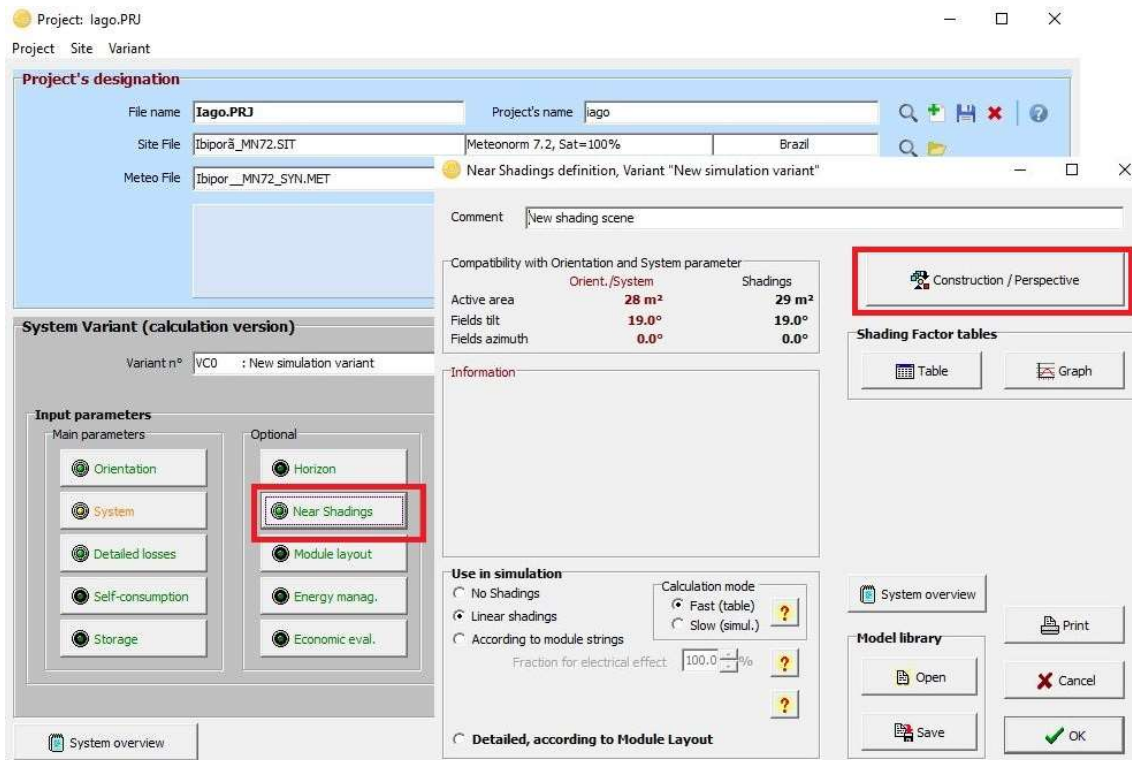 Project: Iago.PRJ
Project Site Variant
Project's designation
File name Iago.PRJ Project's name iago
Site File Ibiporã_MN72.SIT Meteonorm 7.2, Sat=100% Brazil
Meteo File Ibipor__MN72_SYN.MET
System Variant (calculation version)
Variant n° VC0 : New simulation variant
Input parameters
Main parameters
Orientation
System
Detailed losses
Self-consumption
Storage
Optional
Horizon
Near Shadings
Module layout
Energy manag.
Economic eval.
System overview
Near Shadings definition, Variant "New simulation variant"
Comment New shading scene
Compatibility with Orientation and System parameter
Orient./System Shadings
Active area 28 m² 29 m²
Fields tilt 19.0° 19.0°
Fields azimuth 0.0° 0.0°
Information
Use in simulation
No Shadings
Linear shadings
According to module strings
Calculation mode
Fast (table)
Slow (simul.)
?
Fraction for electrical effect 100.0 % ?
?
Detailed, according to Module Layout
Construction / Perspective
Shading Factor tables
Table Graph
System overview
Model library
Open
Save
Print
Cancel
OK